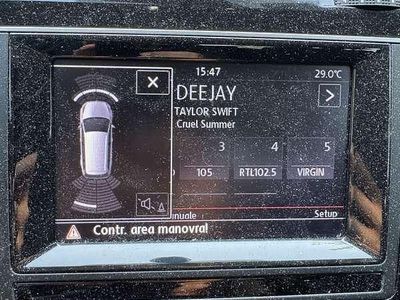 15:47 29.0°C
DEEJAY
TAYLOR SWIFT
Cruel Summer
3 4 5
105 RTL102.5 VIRGIN
Setup
Contr. area manovra!